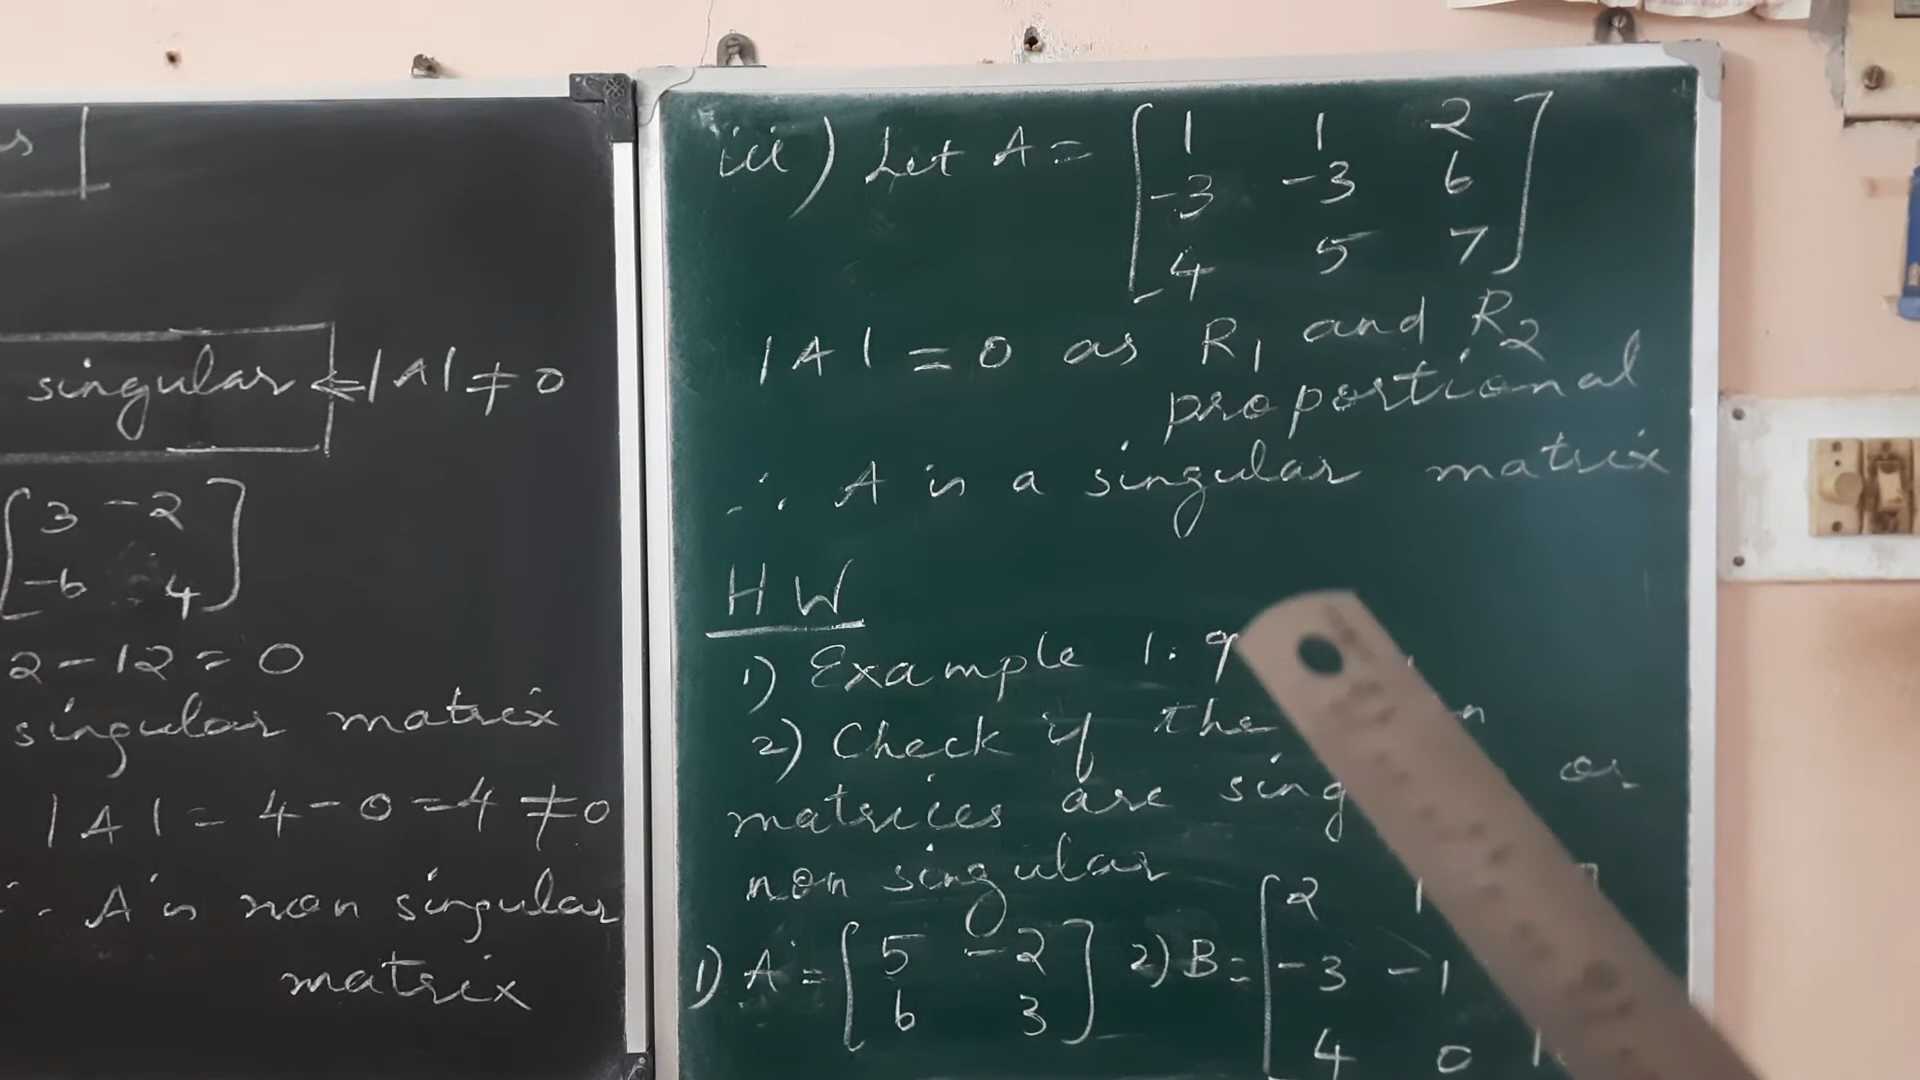 singular ⇐ |A| ≠ 0
3 -2
-6 4
2 - 12 = 0
singular matrix
|A| = 4 - 0 = 4 ≠ 0
∴ A is non singular
matrix
iii) Let A = [ 1 1 2
-3 -3 6
4 5 7 ]
|A| = 0 as R₁ and R₂
proportional
∴ A is a singular matrix
HW
1) Example 1.9
2) Check if the
matrices are or
non singular
1) A = [ 5 -2 2) B = [ 2 1
6 3 ] -3 -1
4 0